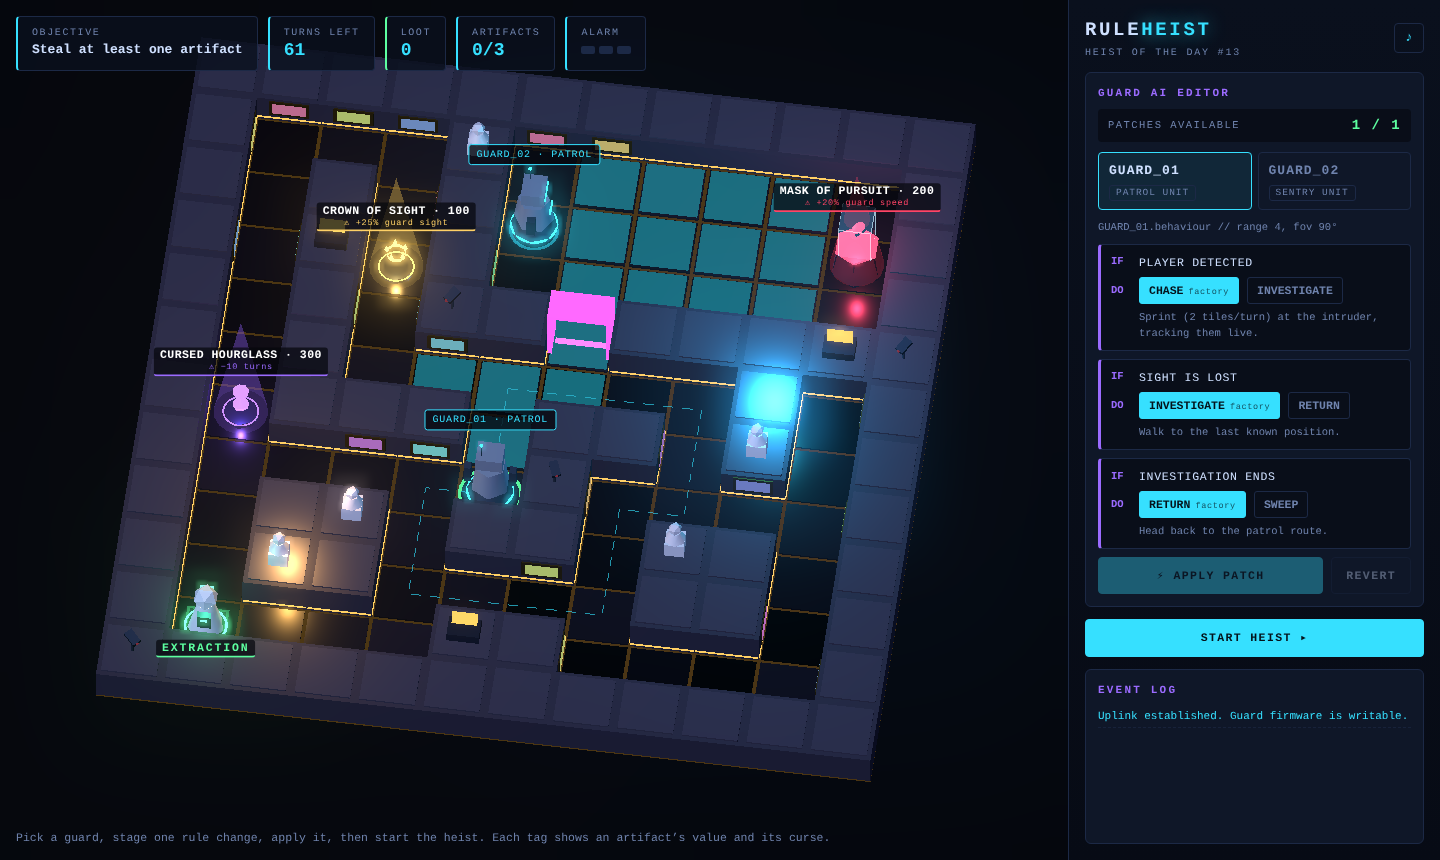 OBJECTIVE
Steal at least one artifact
TURNS LEFT
61
LOOT
0
ARTIFACTS
0/3
ALARM
GUARD_02 · PATROL
MASK OF PURSUIT · 200
⚠ +20% guard speed
CROWN OF SIGHT · 100
⚠ +25% guard sight
CURSED HOURGLASS · 300
⚠ −10 turns
GUARD_01 · PATROL
EXTRACTION
Pick a guard, stage one rule change, apply it, then start the heist. Each tag shows an artifact’s value and its curse.
RULEHEIST
HEIST OF THE DAY #13
♪
GUARD AI EDITOR
PATCHES AVAILABLE 1 / 1
GUARD_01
PATROL UNIT
GUARD_02
SENTRY UNIT
GUARD_01.behaviour // range 4, fov 90°
IF PLAYER DETECTED
DO CHASE factory INVESTIGATE
Sprint (2 tiles/turn) at the intruder,
tracking them live.
IF SIGHT IS LOST
DO INVESTIGATE factory RETURN
Walk to the last known position.
IF INVESTIGATION ENDS
DO RETURN factory SWEEP
Head back to the patrol route.
⚡ APPLY PATCH
REVERT
START HEIST ▸
EVENT LOG
Uplink established. Guard firmware is writable.